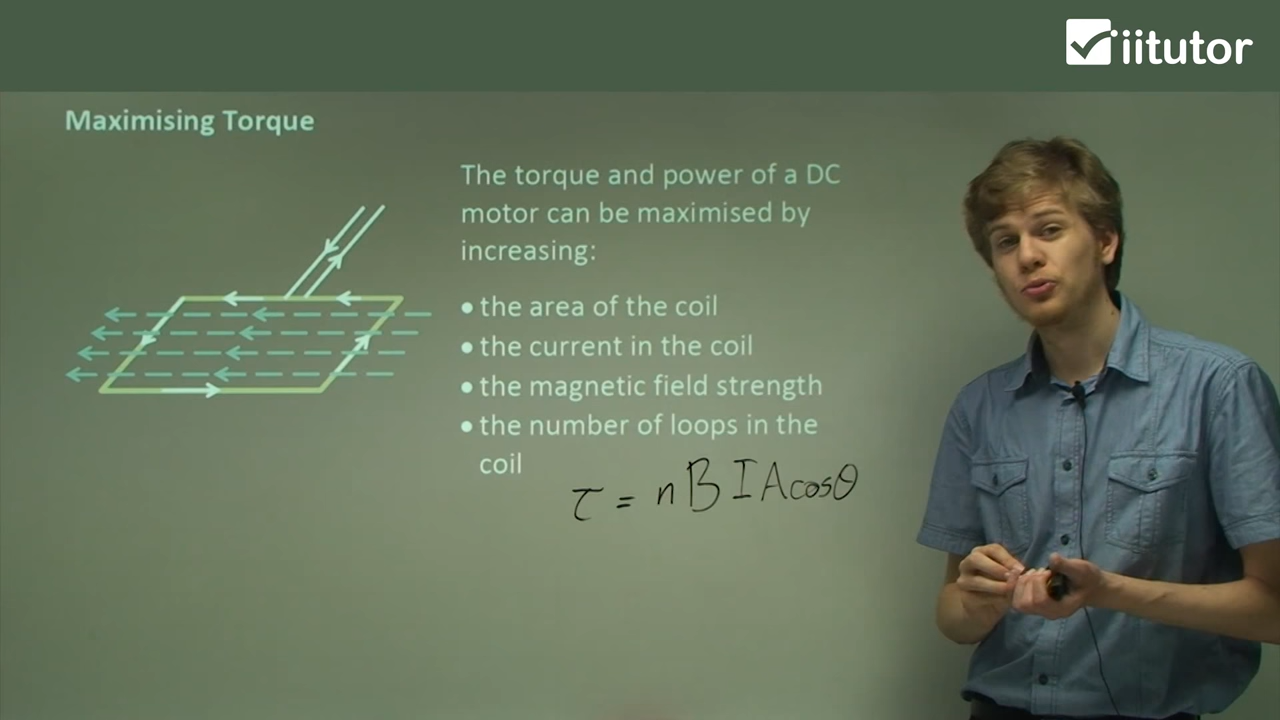 iitutor
Maximising Torque
The torque and power of a DC
motor can be maximised by
increasing:
• the area of the coil
• the current in the coil
• the magnetic field strength
• the number of loops in the
coil
τ = nBIAcosθ